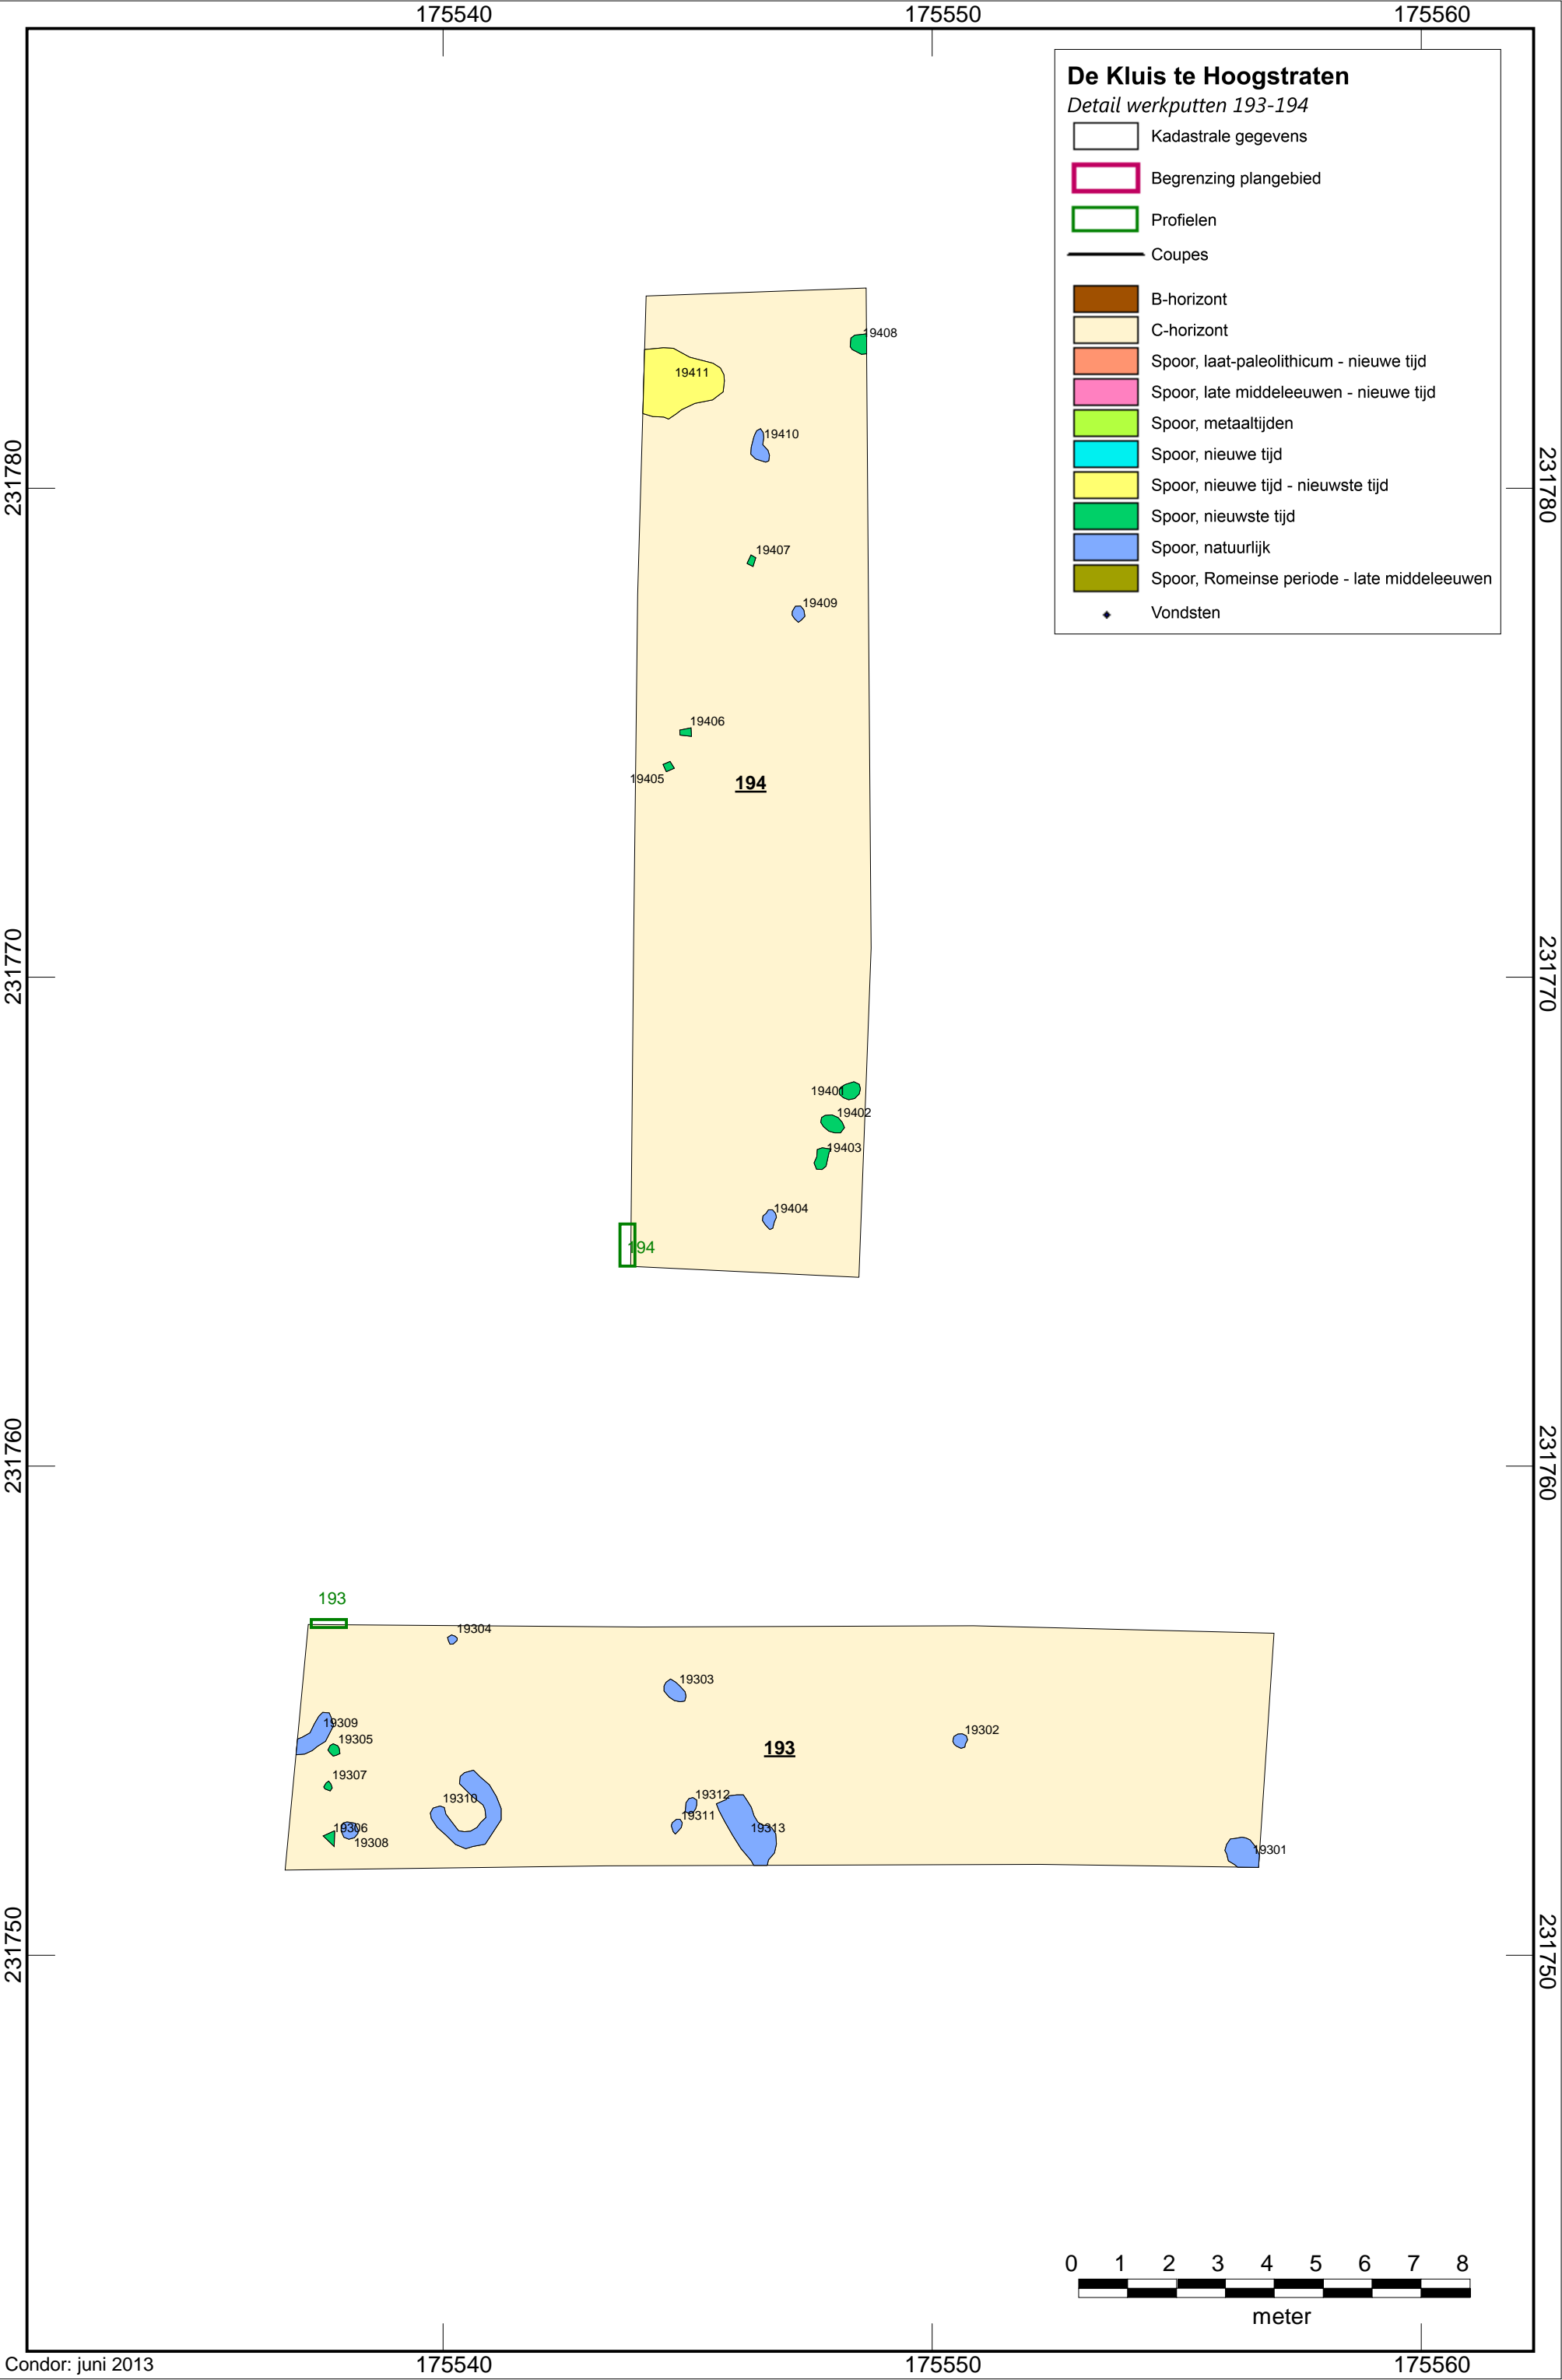 175540 175550 175560
De Kluis te Hoogstraten
Detail werkputten 193-194
Kadastrale gegevens
Begrenzing plangebied
Profielen
Coupes
B-horizont
C-horizont
Spoor, laat-paleolithicum - nieuwe tijd
Spoor, late middeleeuwen - nieuwe tijd
Spoor, metaaltijden
Spoor, nieuwe tijd
Spoor, nieuwe tijd - nieuwste tijd
Spoor, nieuwste tijd
Spoor, natuurlijk
Spoor, Romeinse periode - late middeleeuwen
Vondsten
19408
19411
19410
231780 231780
19407
19409
19406
19405
194
231770 231770
19401
19402
19403
19404
194
231760 231760
193
19304
19303
19309
19302
19305
193
19307
19312
19310
19311
19306
19313
19308
19301
231750 231750
0 1 2 3 4 5 6 7 8
meter
Condor: juni 2013
175540 175550 175560